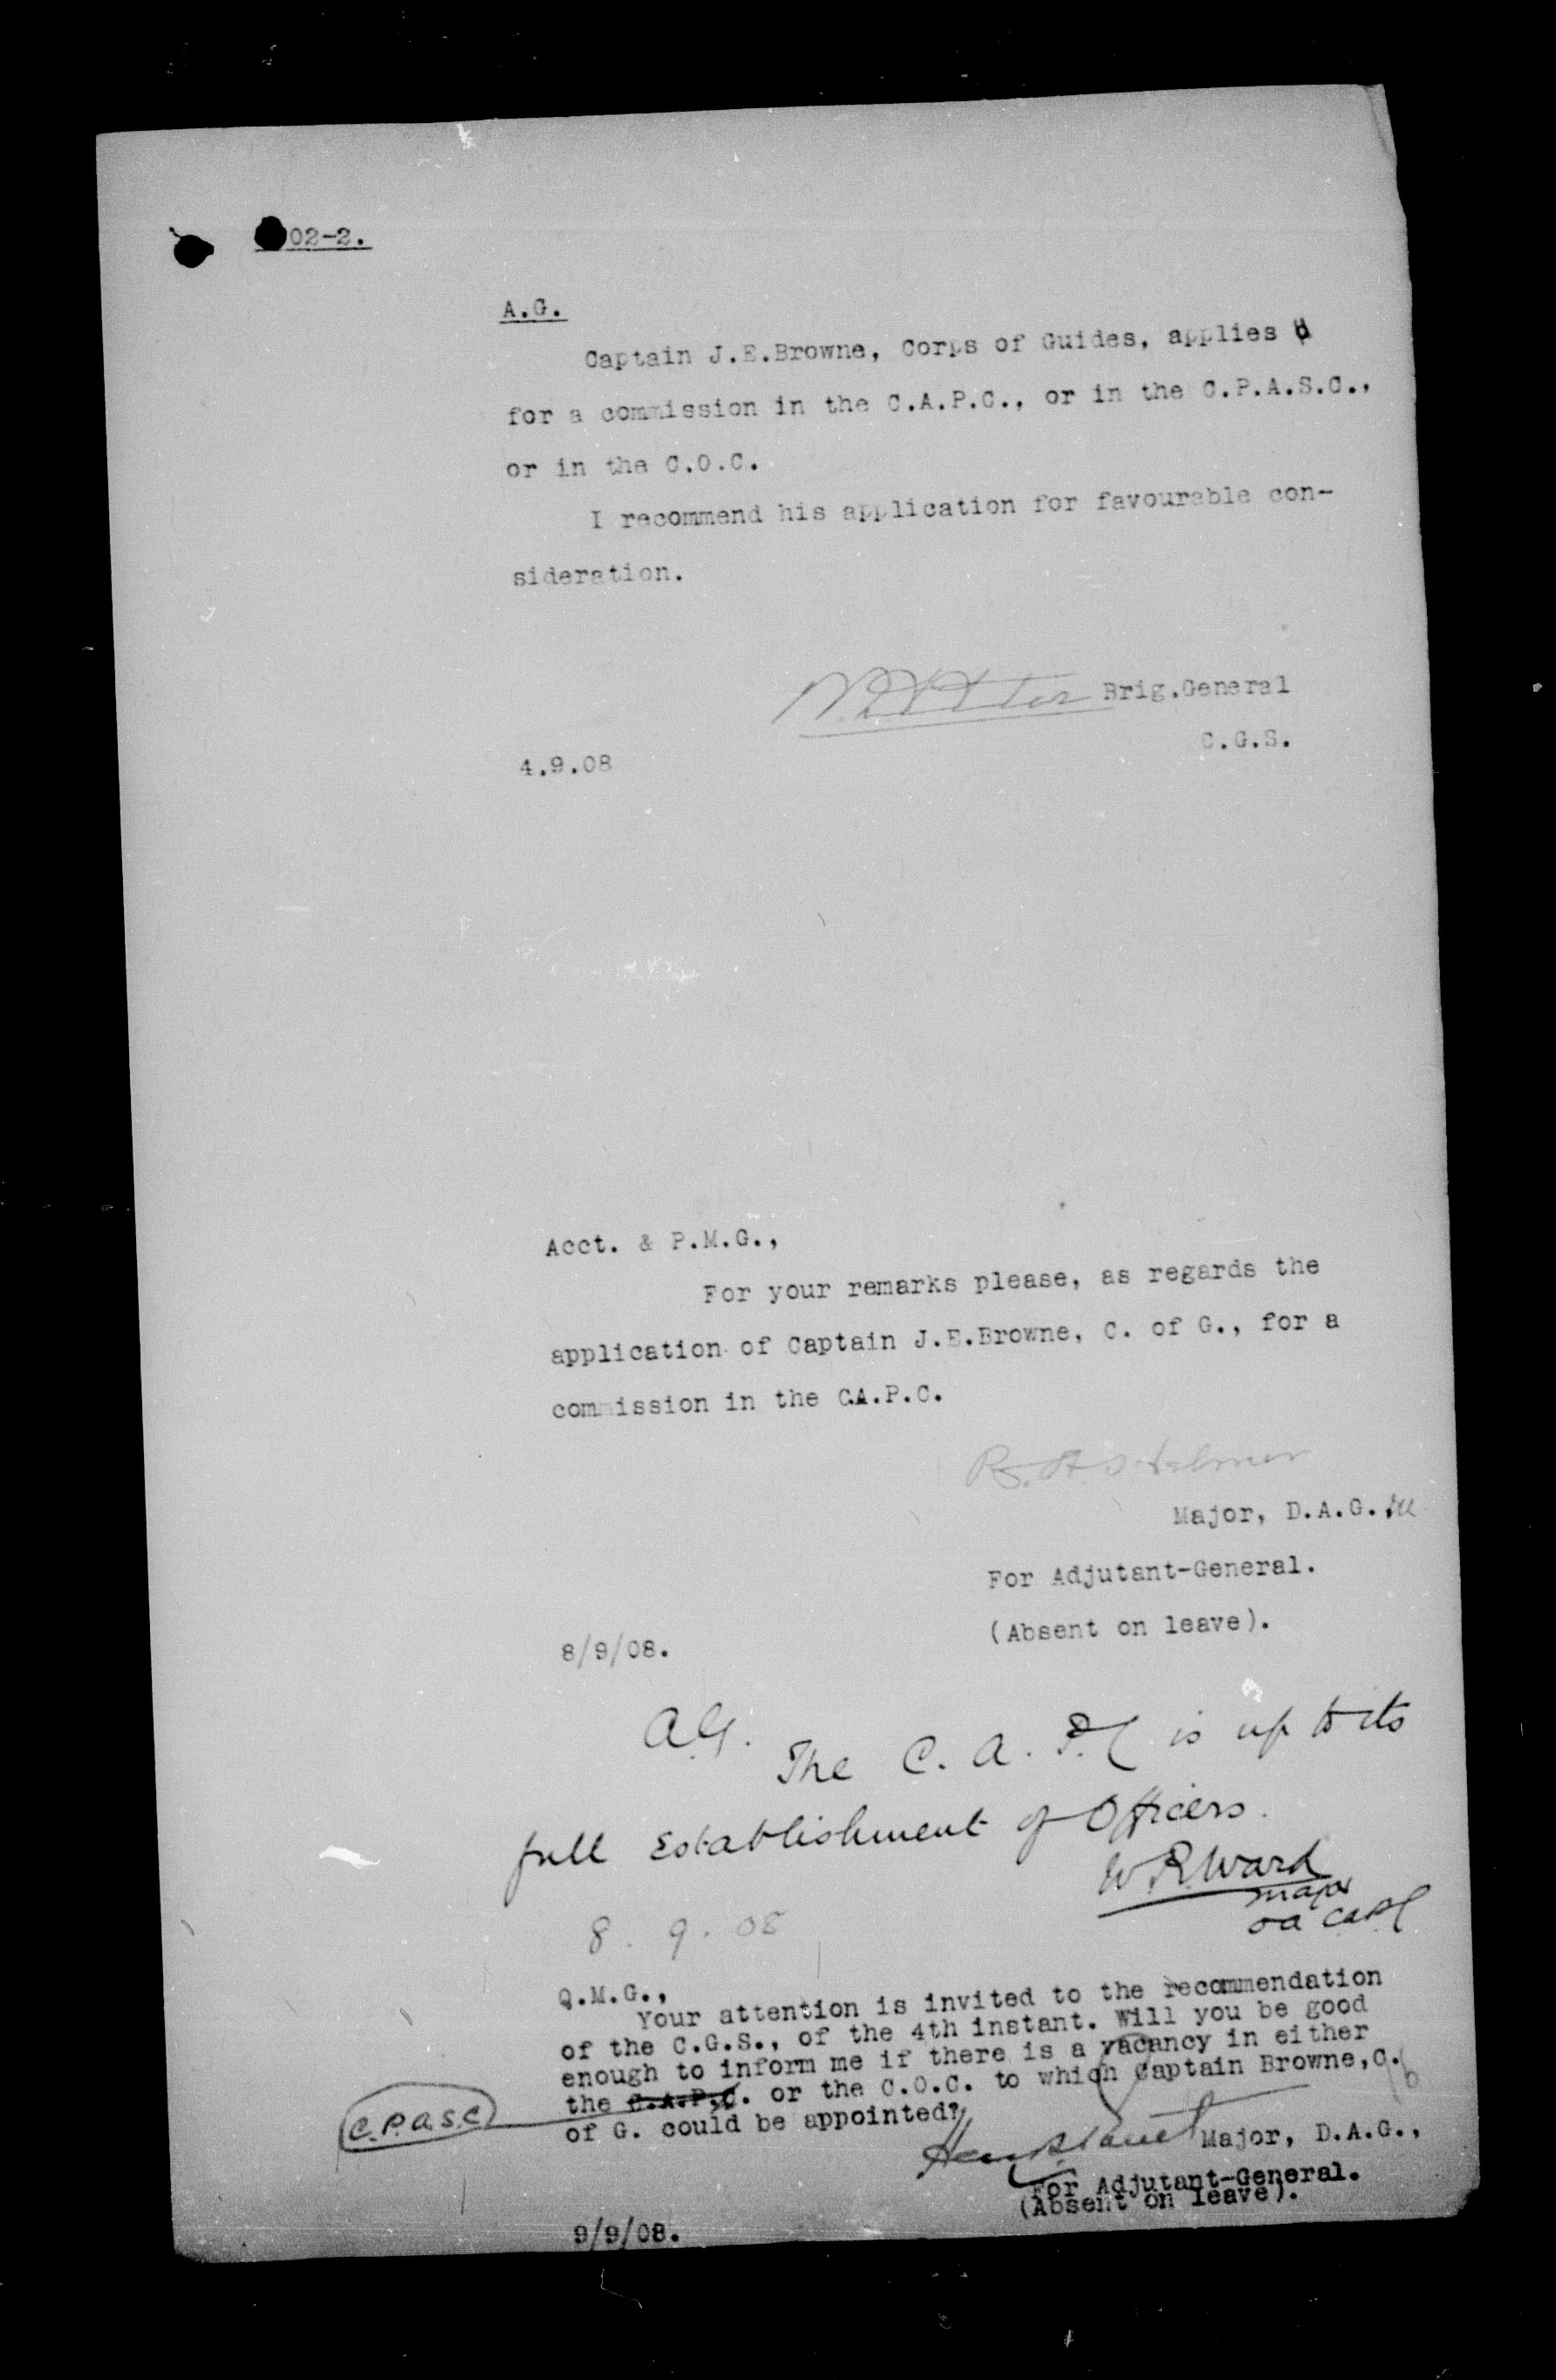 02-2.
A.G.
Captain J.E.Browne, Corps of Guides, applies
for a commission in the C.A.P.C., or in the C.P.A.S.C.,
or in the C.O.C.
I recommend his application for favourable con-
sideration.
Brig.General
C.G.S.
4.9.08
Acct. & P.M.G.,
For your remarks please, as regards the
application of Captain J.E.Browne, C. of G., for a
commission in the C.A.P.C.
Major, D.A.G.,
For Adjutant-General.
(Absent on leave).
8/9/08.
A.G.
The C. A. P.C is up to its
full Establishment of Officers.
W.R.Ward
Major
8. 9. 08
Q.M.G.,
Your attention is invited to the recommendation
of the C.G.S., of the 4th instant. Will you be good
enough to inform me if there is a vacancy in either
the C.A.P.C. or the C.O.C. to which Captain Browne,C.
C.P.A.S.C
of G. could be appointed?
Major, D.A.G.,
For Adjutant-General.
(Absent on leave).
9/9/08.